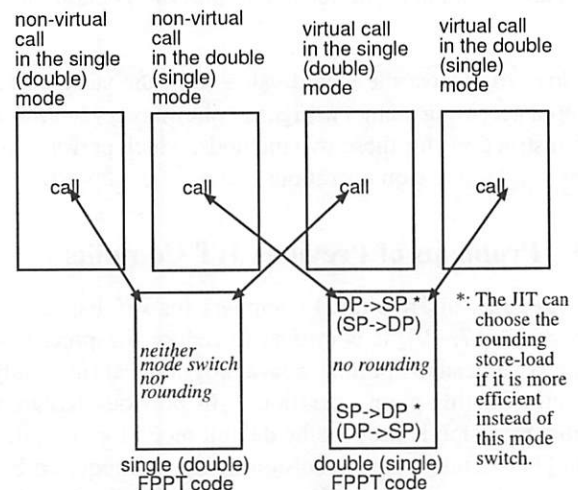 non-virtual
call
in the single
(double)
mode
non-virtual
call
in the double
(single)
mode
virtual call
in the single
(double)
mode
virtual call
in the double
(single)
mode
call
call
call
call
neither
mode switch
nor
rounding
DP->SP *
(SP->DP)
no rounding
SP->DP *
(DP->SP)
*: The JIT can
choose the
rounding
store-load
if it is more
efficient
instead of
this mode
switch.
single (double)
FPPT code
double (single)
FPPT code